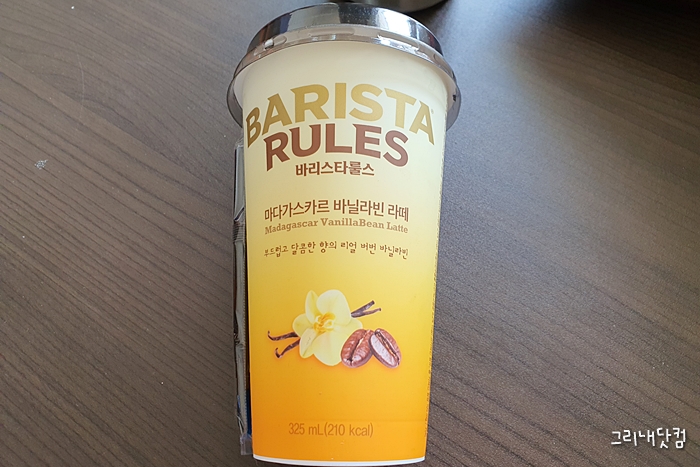 BARISTA
RULES
바리스타룰스
마다가스카르 바닐라빈 라떼
Madagascar VanillaBean Latte
부드럽고 달콤한 향의 리얼 버번 바닐라빈
325 mL(210 kcal)
그리내닷컴